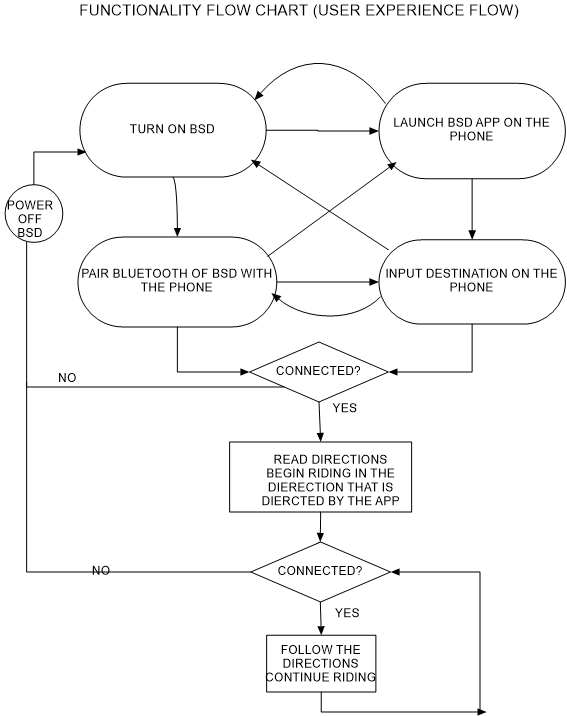 FUNCTIONALITY FLOW CHART (USER EXPERIENCE FLOW)
TURN ON BSD
LAUNCH BSD APP ON THE
PHONE
POWER
OFF
BSD
PAIR BLUETOOTH OF BSD WITH
THE PHONE
INPUT DESTINATION ON THE
PHONE
CONNECTED?
NO
YES
READ DIRECTIONS
BEGIN RIDING IN THE
DIERECTION THAT IS
DIERCTED BY THE APP
CONNECTED?
NO
YES
FOLLOW THE
DIRECTIONS
CONTINUE RIDING